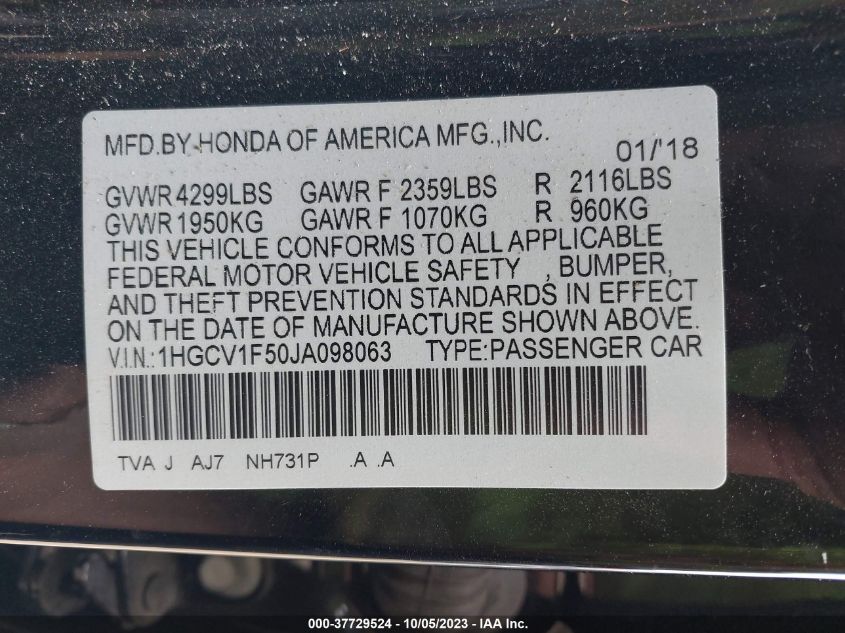 MFD.BY HONDA OF AMERICA MFG.,INC.
01/'18
GVWR 4299LBS GAWR F 2359LBS R 2116LBS
GVWR 1950KG GAWR F 1070KG R 960KG
THIS VEHICLE CONFORMS TO ALL APPLICABLE
FEDERAL MOTOR VEHICLE SAFETY , BUMPER,
AND THEFT PREVENTION STANDARDS IN EFFECT
ON THE DATE OF MANUFACTURE SHOWN ABOVE.
V.I.N.:1HGCV1F50JA098063 TYPE:PASSENGER CAR
TVA J AJ7 NH731P .A .A
000-37729524 / 10/05/2023 / IAA Inc.